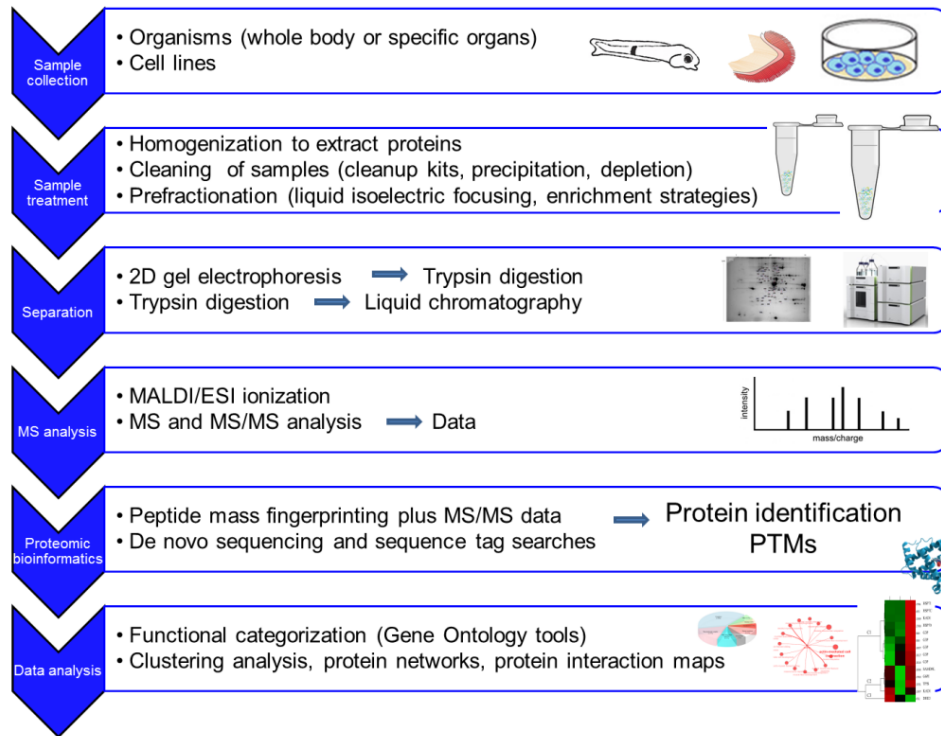 Sample
collection
• Organisms (whole body or specific organs)
• Cell lines
Sample
treatment
• Homogenization to extract proteins
• Cleaning of samples (cleanup kits, precipitation, depletion)
• Prefractionation (liquid isoelectric focusing, enrichment strategies)
Separation
• 2D gel electrophoresis Trypsin digestion
• Trypsin digestion Liquid chromatography
MS analysis
• MALDI/ESI ionization
• MS and MS/MS analysis Data
intensity
mass/charge
Proteomic
bioinformatics
• Peptide mass fingerprinting plus MS/MS data
• De novo sequencing and sequence tag searches
Protein identification
PTMs
Data analysis
• Functional categorization (Gene Ontology tools)
• Clustering analysis, protein networks, protein interaction maps